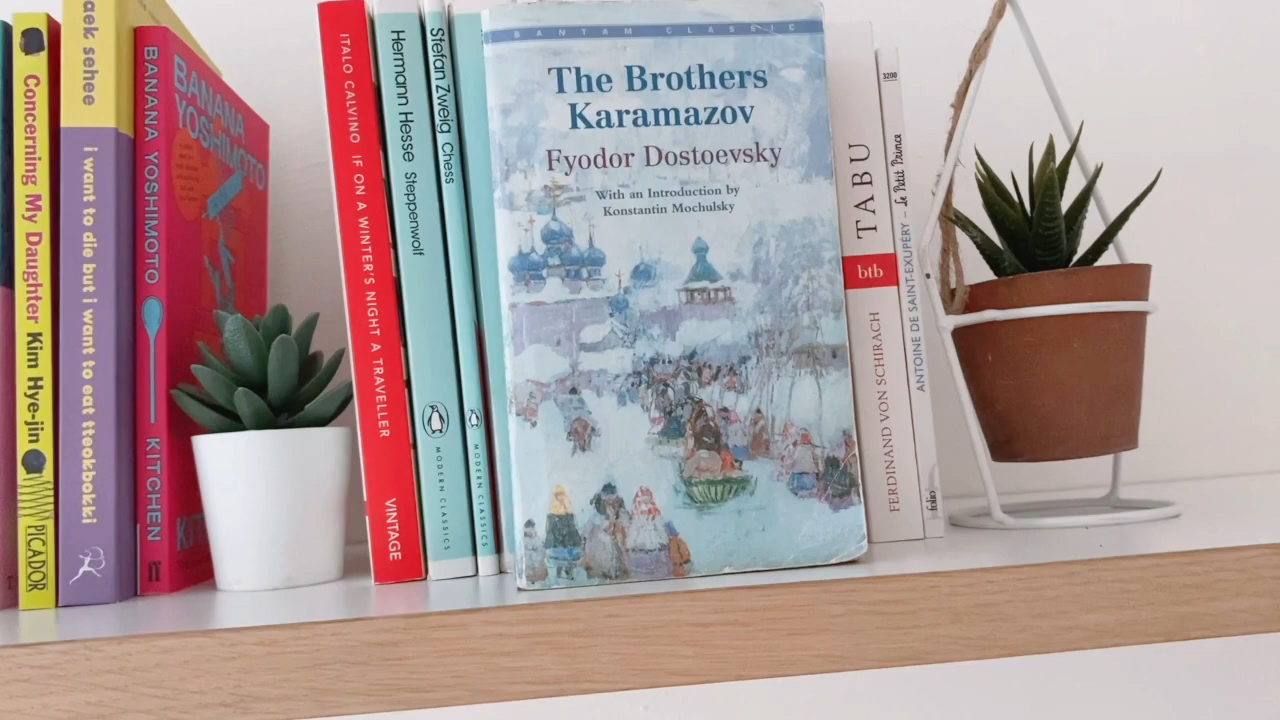 Concerning My Daughter Kim Hye-jin PICADOR
aek sehee
i want to die but i want to eat tteokbokki
BANANA YOSHIMOTO KITCHEN
BANANA
YOSHIMOTO
ITALO CALVINO IF ON A WINTER'S NIGHT A TRAVELLER VINTAGE
Hermann Hesse Steppenwolf MODERN CLASSICS
Stefan Zweig Chess MODERN CLASSICS
BANTAM CLASSIC
The Brothers
Karamazov
Fyodor Dostoevsky
With an Introduction by
Konstantin Mochulsky
TABU
btb
FERDINAND VON SCHIRACH
3200
ANTOINE DE SAINT-EXUPÉRY – Le Petit Prince
folio